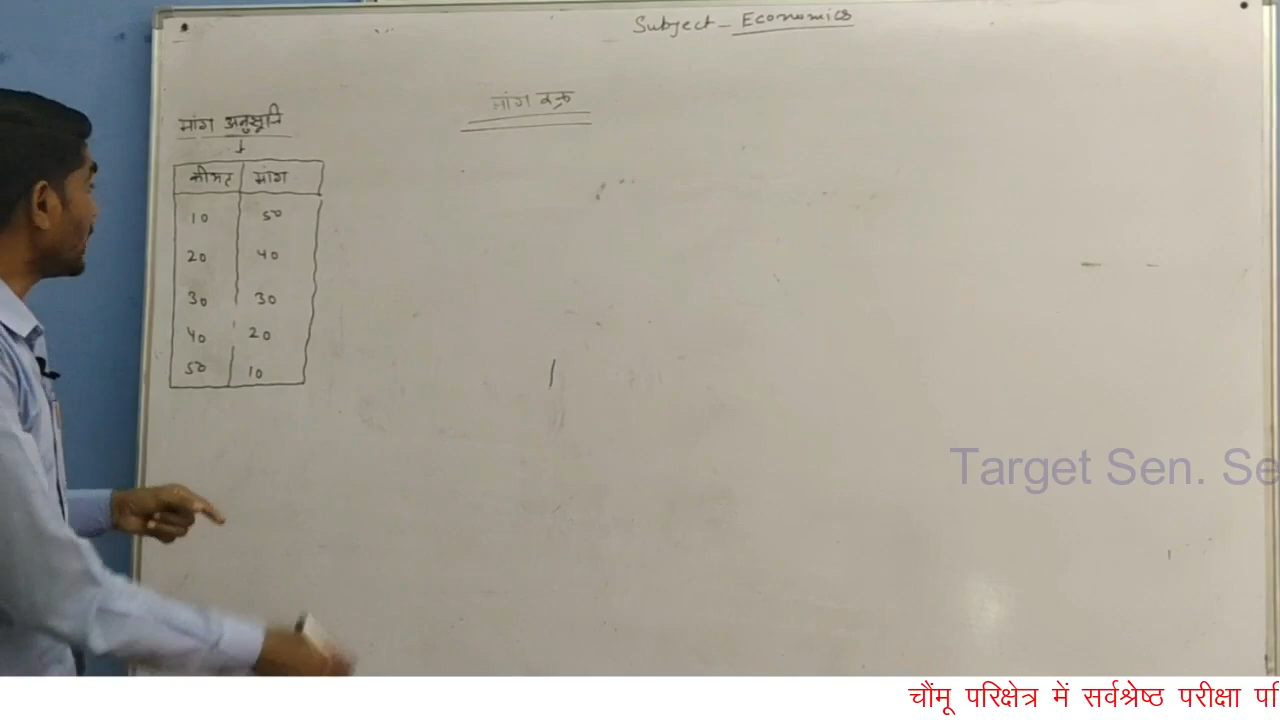 Subject - Economics
मांग वक्र
मांग अनुसूचि
कीमत मांग
10 50
20 40
30 30
40 20
50 10
Target Sen.
चौंमू परिक्षेत्र में सर्वश्रेष्ठ परीक्षा